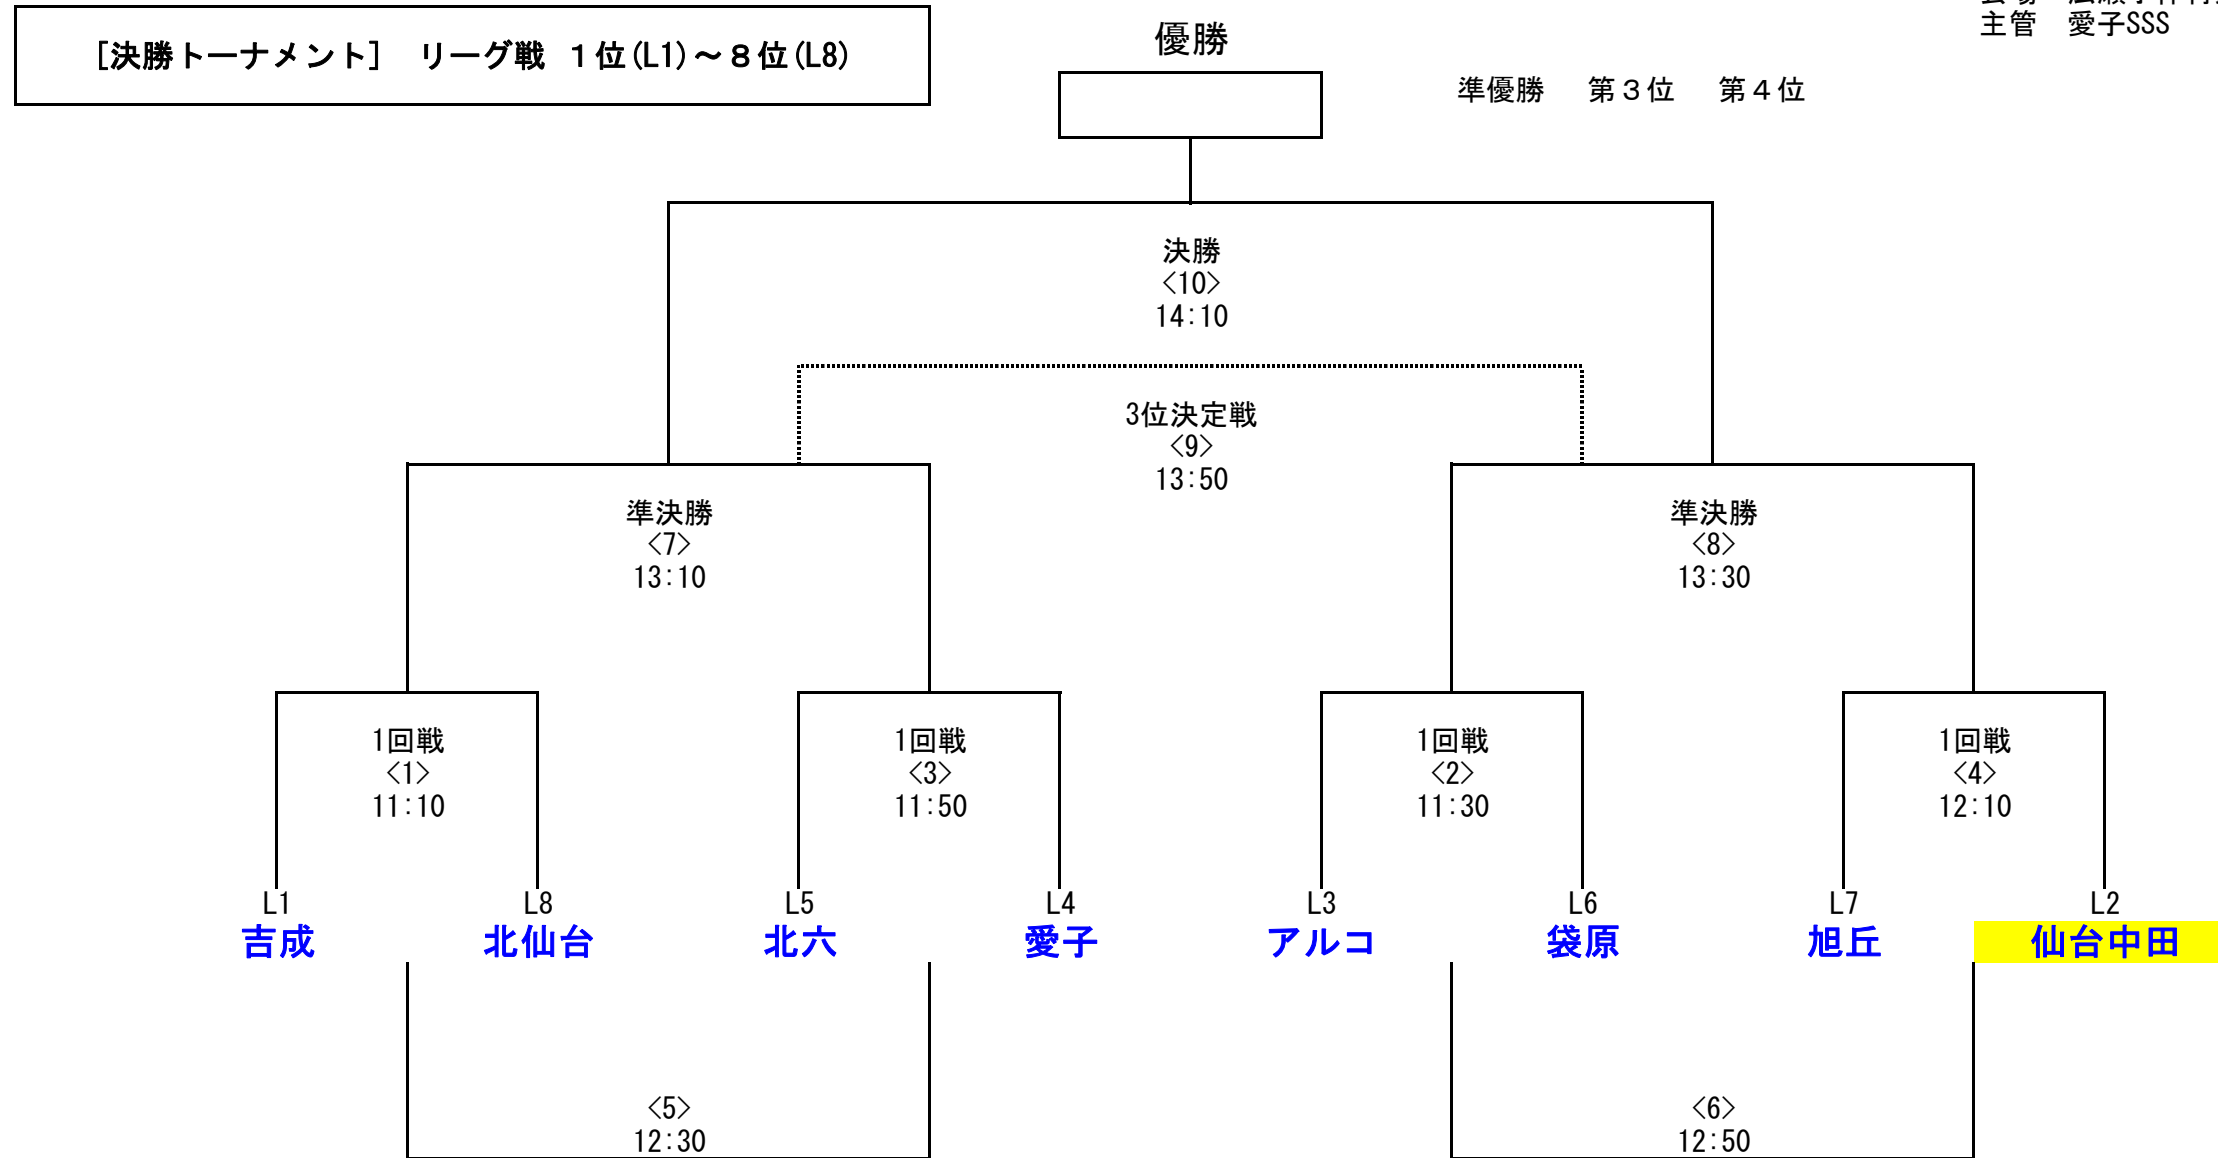 [決勝トーナメント]　リーグ戦　１位(L1)～８位(L8)
優勝
主管　愛子SSS
準優勝　第３位　第４位
決勝
<10>
14:10
3位決定戦
<9>
13:50
準決勝
<7>
13:10
準決勝
<8>
13:30
1回戦
<1>
11:10
1回戦
<3>
11:50
1回戦
<2>
11:30
1回戦
<4>
12:10
L1
吉成
L8
北仙台
L5
北六
L4
愛子
L3
アルコ
L6
袋原
L7
旭丘
L2
仙台中田
<5>
12:30
<6>
12:50